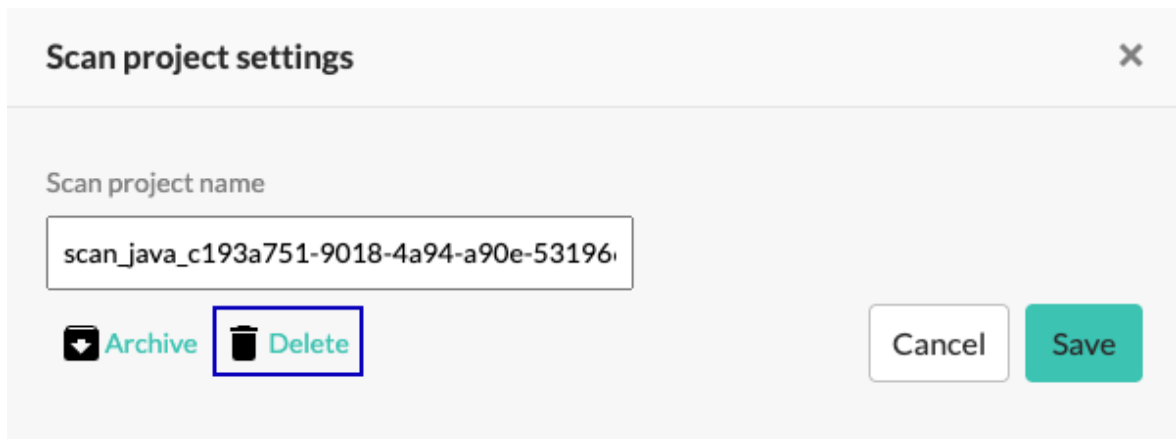 Scan project settings
Scan project name
scan_java_c193a751-9018-4a94-a90e-53196
Archive Delete Cancel Save